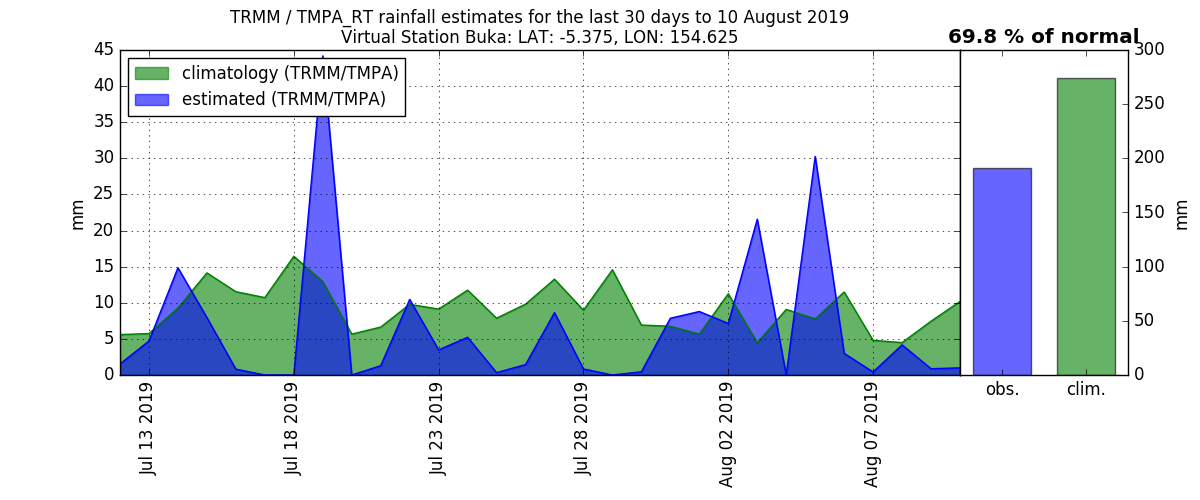 TRMM / TMPA_RT rainfall estimates for the last 30 days to 10 August 2019
Virtual Station Buka: LAT: -5.375, LON: 154.625
69.8 % of normal
climatology (TRMM/TMPA)
estimated (TRMM/TMPA)
45
40
35
30
25
20
15
10
5
0
mm
Jul 13 2019
Jul 18 2019
Jul 23 2019
Jul 28 2019
Aug 02 2019
Aug 07 2019
obs.
clim.
300
250
200
150
100
50
0
mm